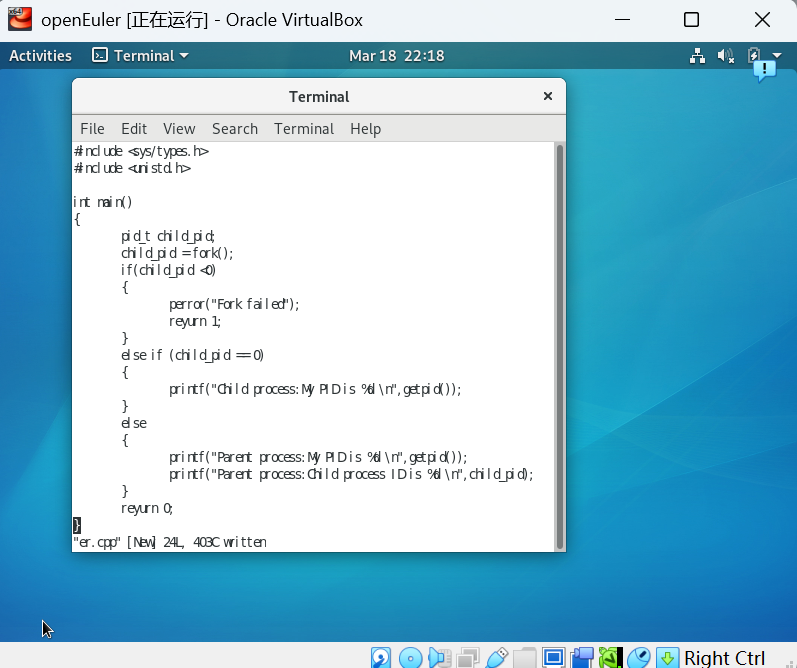 openEuler [正在运行] - Oracle VirtualBox
Activities Terminal Mar 18 22:18
Terminal
File Edit View Search Terminal Help
#include <sys/types.h>
#include <unistd.h>
int main()
{
pid_t child_pid;
child_pid = fork();
if(child_pid <0)
{
perror("Fork failed");
reyurn 1;
}
else if (child_pid == 0)
{
printf("Child process:My PID is %d\n",getpid());
}
else
{
printf("Parent process:My PID is %d\n",getpid());
printf("Parent process:Child process ID is %d\n",child_pid);
}
reyurn 0;
}
"er.cpp" [New] 24L, 403C written
Right Ctrl